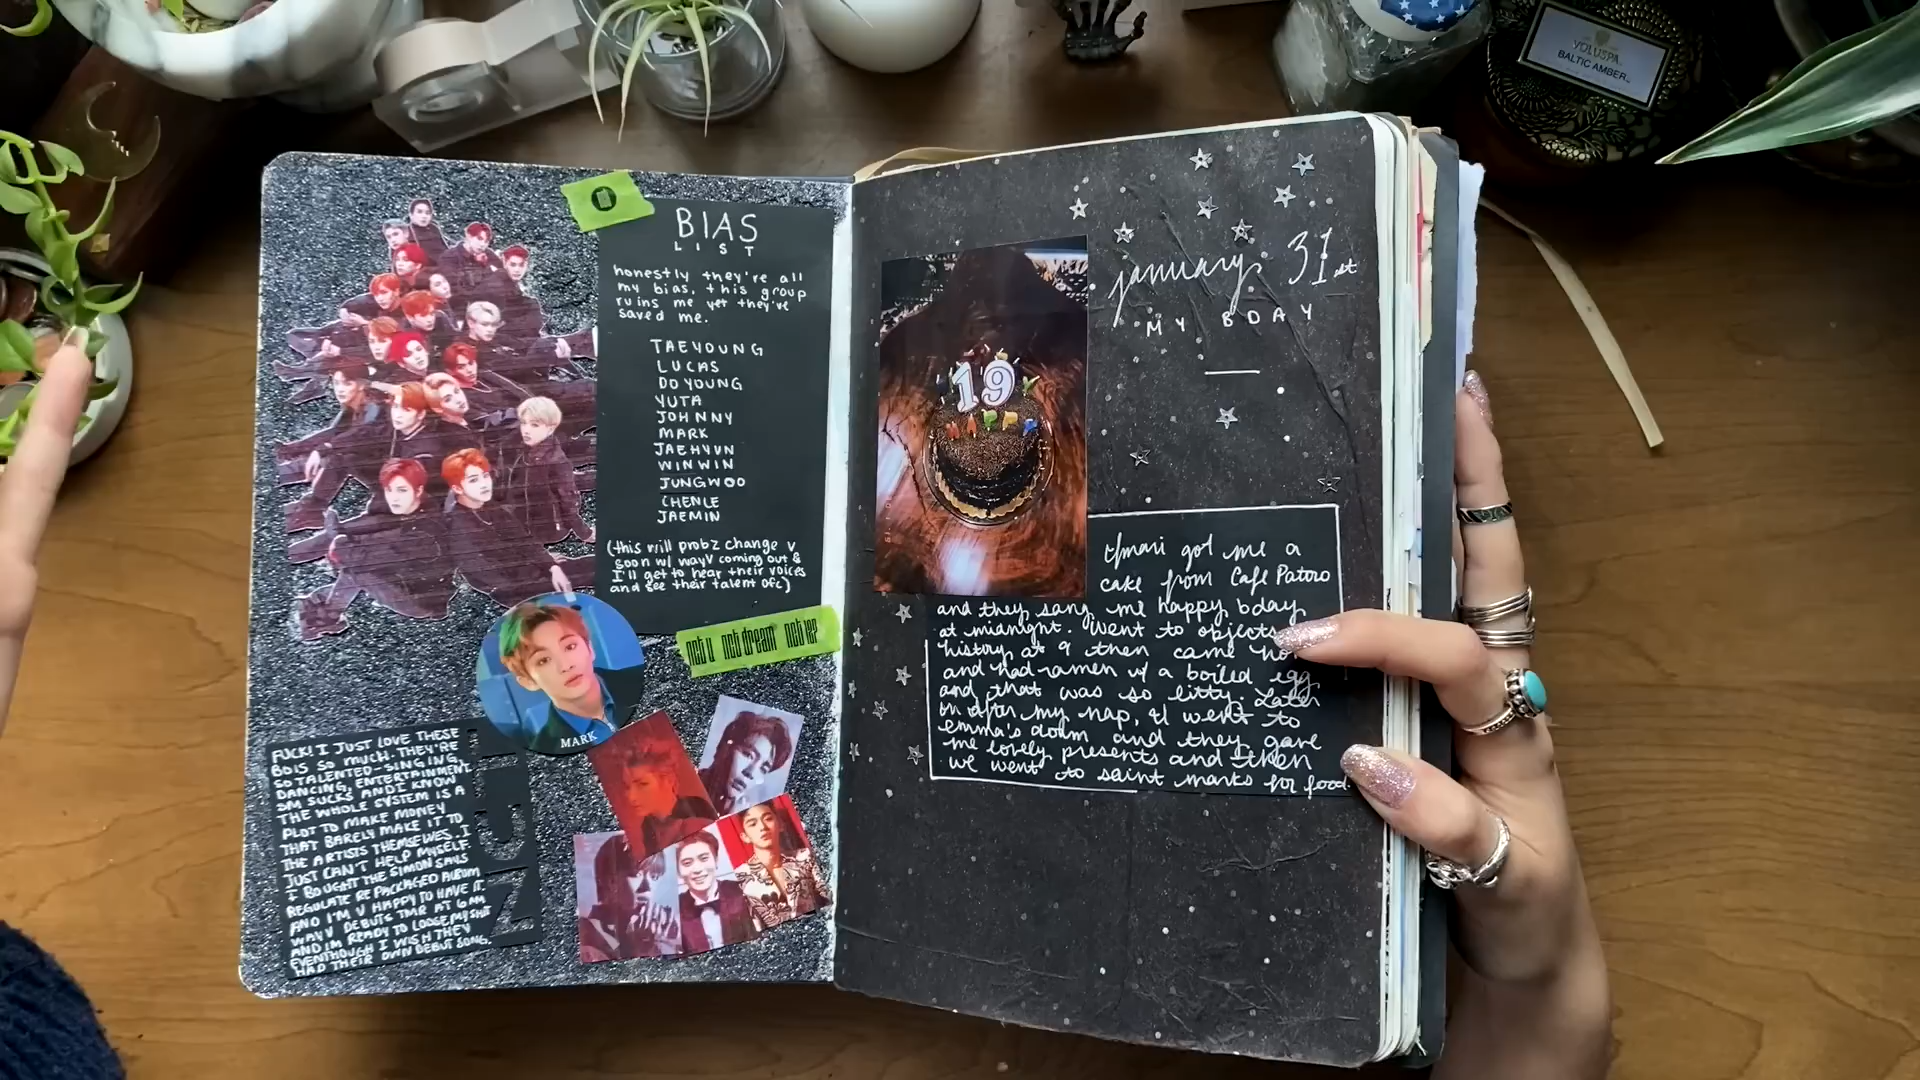 VOLUSPA
BALTIC AMBER
BIAS
LIST
honestly they're all
my bias. this group
ruins me yet they've
saved me.
TAEYOUNG
LUCAS
DOYOUNG
YUTA
JOHNNY
MARK
JAEHYUN
WINWIN
JUNGWOO
CHENLE
JAEMIN
(this will probz change v
soon w/ wayV coming out &
I'll get to hear their voices
and see their talent ofc)
nct U nct dream nct 127
MARK
FUCK! I JUST LOVE THESE
BOIS SO MUCH. THEY'RE
SO TALENTED-SINGING,
DANCING, ENTERTAINMENT.
SM SUCKS AND I KNOW
THE WHOLE SYSTEM IS A
PLOT TO MAKE MONEY
THAT BARELY MAKE IT TO
THE ARTISTS THEMSELVES. I
JUST CAN'T HELP MYSELF.
I BOUGHT THE SIMON SAYS
REGULATE REPACKAGED ALBUM
AND I'M V HAPPY TO HAVE IT.
WAYV DEBUTS TMR AT 6AM
AND IM READY TO LOOSE MY SHIT
EVENTHOUGH I WISH THEY
HAD THEIR OWN DEBUT SONG.
january 31st
MY BDAY
19
got me a
cake from Cafe
and they sang me happy bday
at midnight. Went to objects
history at 9 then came
and had ramen w/ a boiled egg
and that was so litty. Later
on after my nap, I went to
emma's dorm and they gave
me lovely presents and then
we went to saint marks for food.